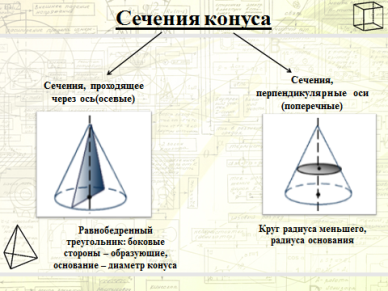 Сечения конуса
Сечения, проходящее
через ось(осевые)
Сечения,
перпендикулярные оси
(поперечные)
Равнобедренный
треугольник: боковые
стороны – образующие,
основание – диаметр конуса
Круг радиуса меньшего,
радиуса основания